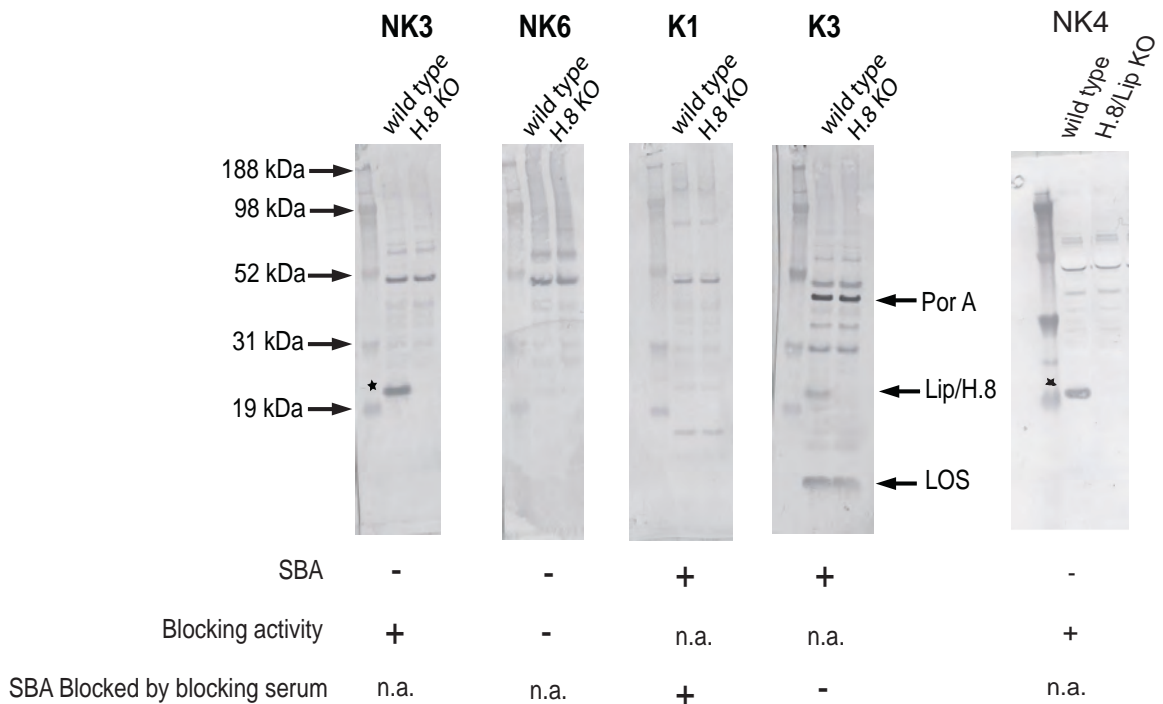 NK3 NK6 K1 K3 NK4
wild type H.8 KO wild type H.8 KO wild type H.8 KO wild type H.8 KO wild type H.8/Lip KO
188 kDa
98 kDa
52 kDa
Por A
31 kDa
Lip/H.8
19 kDa
LOS
SBA - - + + -
Blocking activity + - n.a. n.a. +
SBA Blocked by blocking serum n.a. n.a. + - n.a.